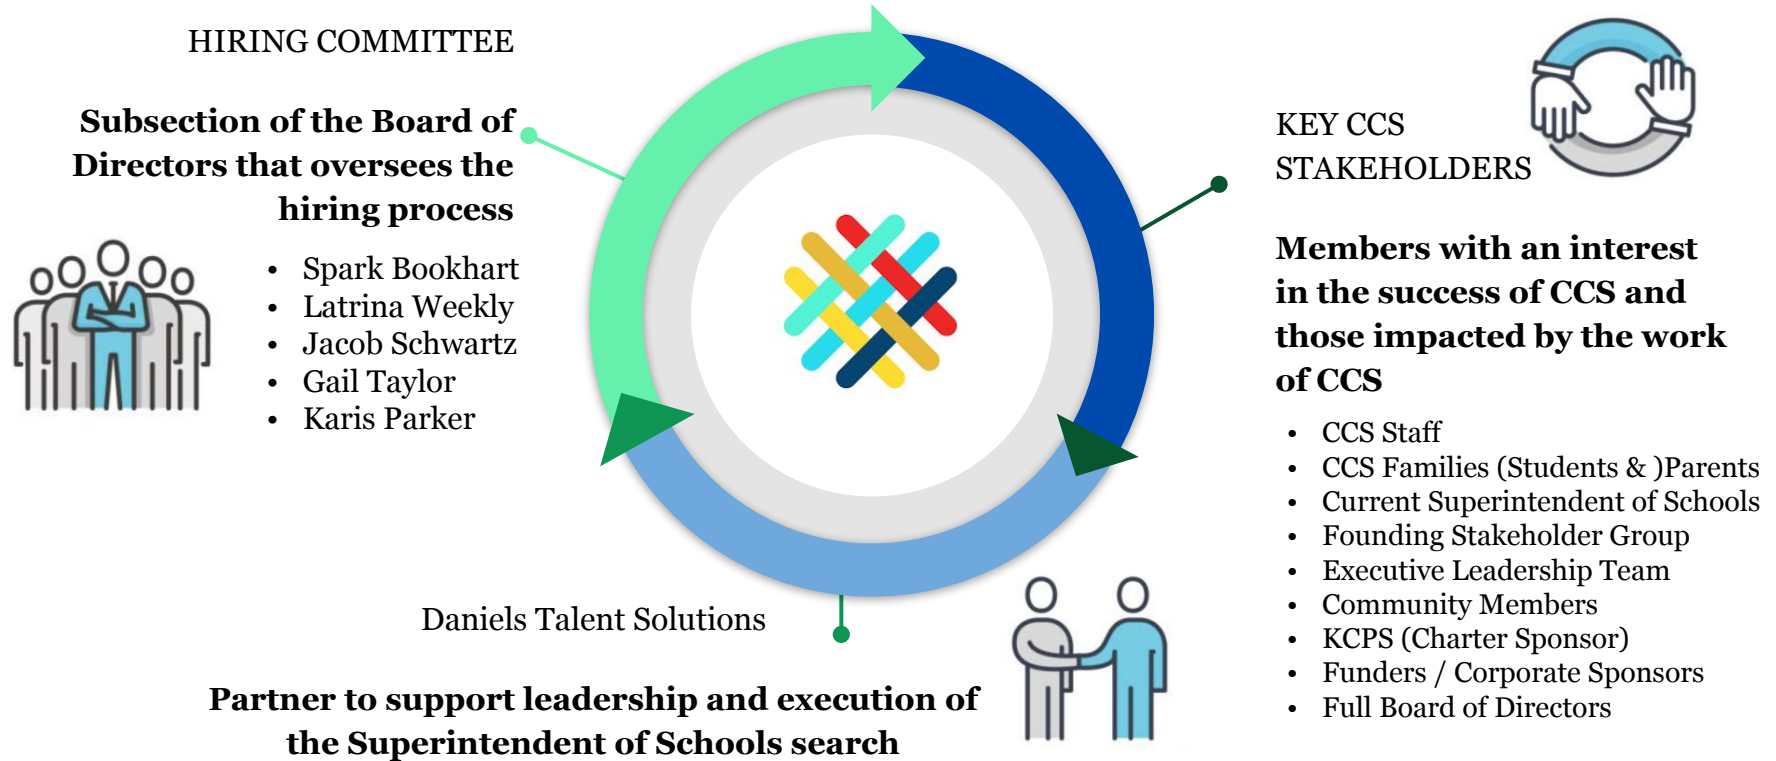 HIRING COMMITTEE
Subsection of the Board of
Directors that oversees the
hiring process
• Spark Bookhart
• Latrina Weekly
• Jacob Schwartz
• Gail Taylor
• Karis Parker
KEY CCS
STAKEHOLDERS
Members with an interest
in the success of CCS and
those impacted by the work
of CCS
• CCS Staff
• CCS Families (Students & )Parents
• Current Superintendent of Schools
• Founding Stakeholder Group
• Executive Leadership Team
• Community Members
• KCPS (Charter Sponsor)
• Funders / Corporate Sponsors
• Full Board of Directors
Daniels Talent Solutions
Partner to support leadership and execution of
the Superintendent of Schools search